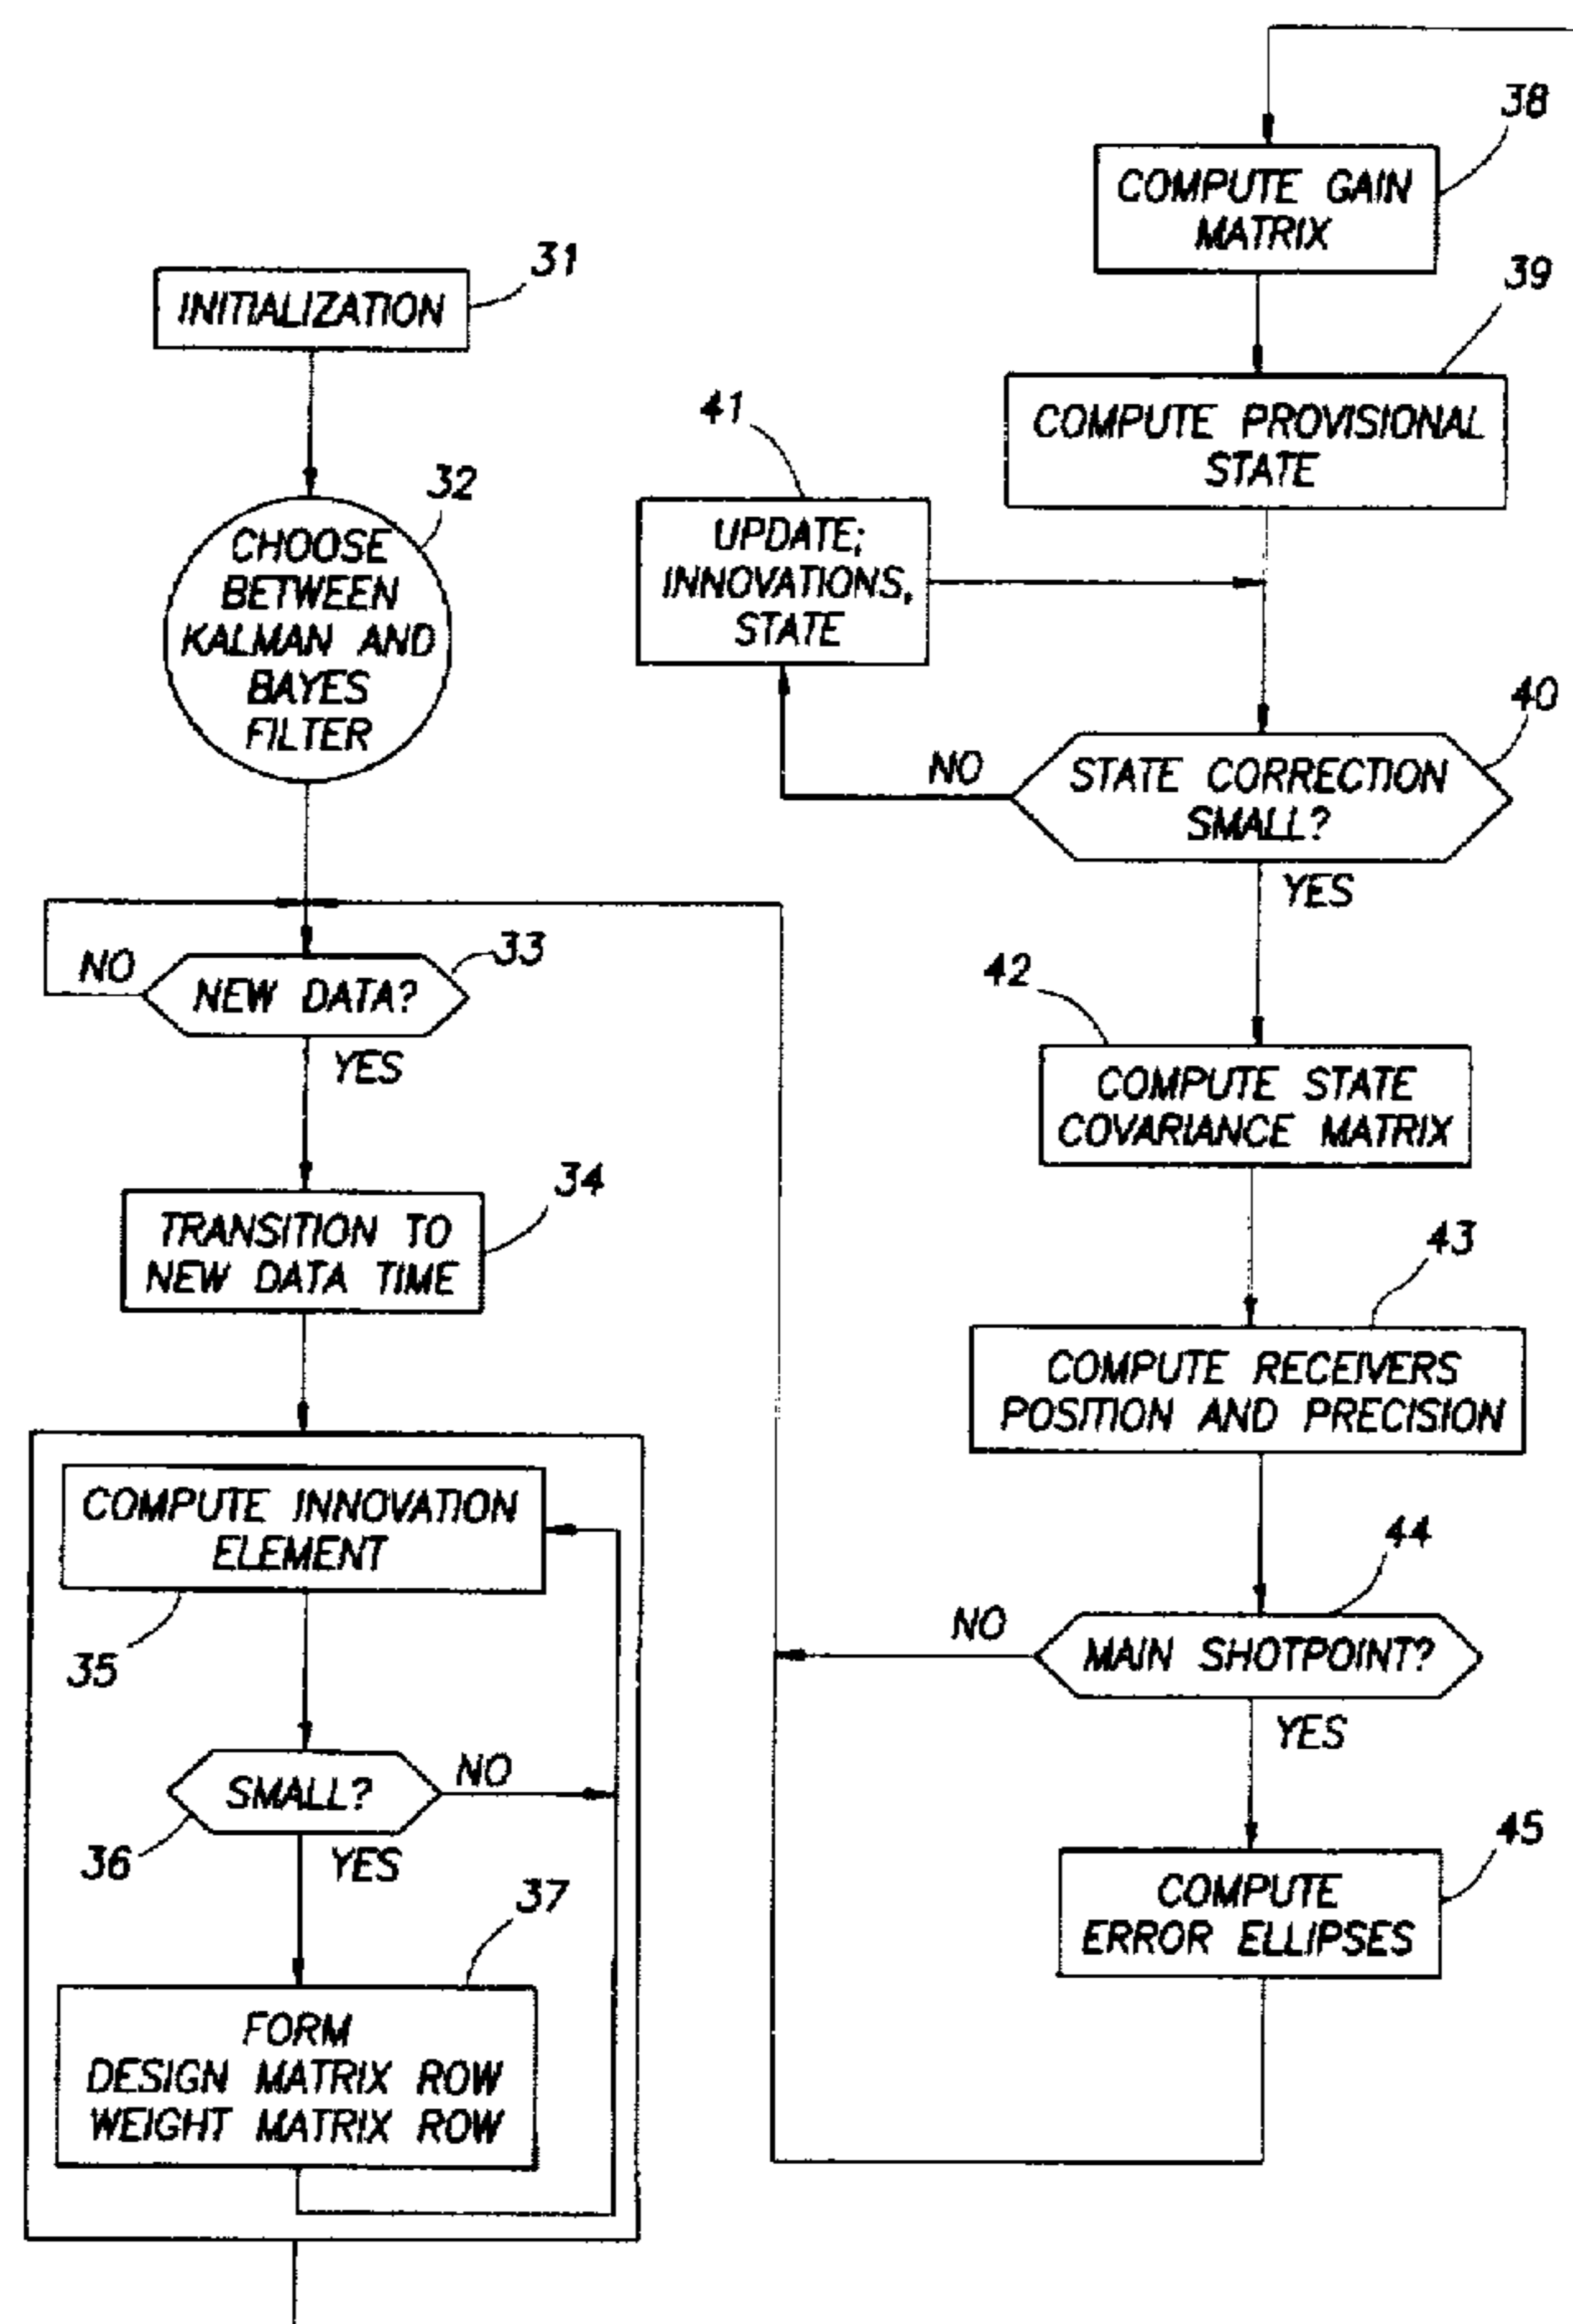 31
INITIALIZATION
32
CHOOSE
BETWEEN
KALMAN AND
BAYES
FILTER
33
NO
NEW DATA?
YES
34
TRANSITION TO
NEW DATA TIME
COMPUTE INNOVATION
ELEMENT
35
SMALL?
NO
36
YES
37
FORM
DESIGN MATRIX ROW
WEIGHT MATRIX ROW
38
COMPUTE GAIN
MATRIX
39
COMPUTE PROVISIONAL
STATE
41
UPDATE;
INNOVATIONS,
STATE
40
NO
STATE CORRECTION
SMALL?
YES
42
COMPUTE STATE
COVARIANCE MATRIX
43
COMPUTE RECEIVERS
POSITION AND PRECISION
44
NO
MAIN SHOTPOINT?
YES
45
COMPUTE
ERROR ELLIPSES